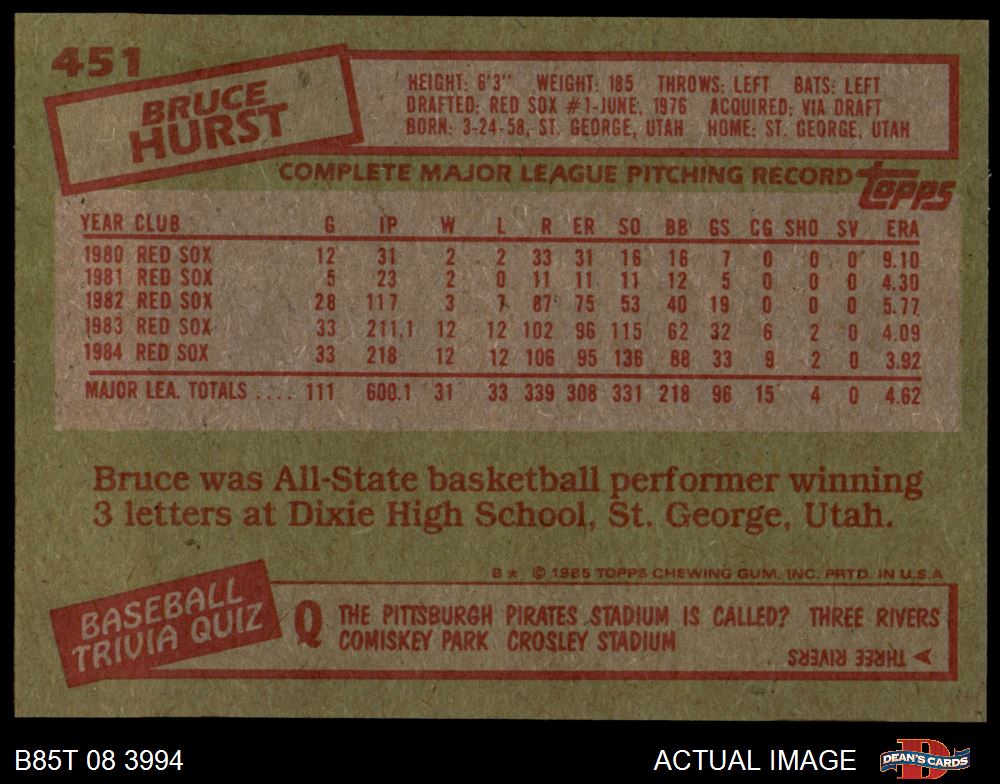 451
BRUCE
HURST
HEIGHT: 6'3" WEIGHT: 185 THROWS: LEFT BATS: LEFT
DRAFTED: RED SOX #1-JUNE, 1976 ACQUIRED: VIA DRAFT
BORN: 3-24-58, ST. GEORGE, UTAH HOME: ST. GEORGE, UTAH
COMPLETE MAJOR LEAGUE PITCHING RECORD topps
YEAR CLUB G IP W L R ER SO BB GS CG SHO SV ERA
1980 RED SOX 12 31 2 2 33 31 16 16 7 0 0 0 9.10
1981 RED SOX 5 23 2 0 11 11 11 12 5 0 0 0 4.30
1982 RED SOX 28 117 3 7 87 75 53 40 19 0 0 0 5.77
1983 RED SOX 33 211.1 12 12 102 96 115 62 32 6 2 0 4.09
1984 RED SOX 33 218 12 12 106 95 136 88 33 9 2 0 3.92
MAJOR LEA. TOTALS .... 111 600.1 31 33 339 308 331 218 96 15 4 0 4.62
Bruce was All-State basketball performer winning
3 letters at Dixie High School, St. George, Utah.
B* © 1985 TOPPS CHEWING GUM, INC. PRTD. IN U.S.A.
BASEBALL
TRIVIA QUIZ
Q THE PITTSBURGH PIRATES STADIUM IS CALLED? THREE RIVERS
COMISKEY PARK CROSLEY STADIUM
THREE RIVERS
B85T 08 3994 ACTUAL IMAGE DEAN'S CARDS